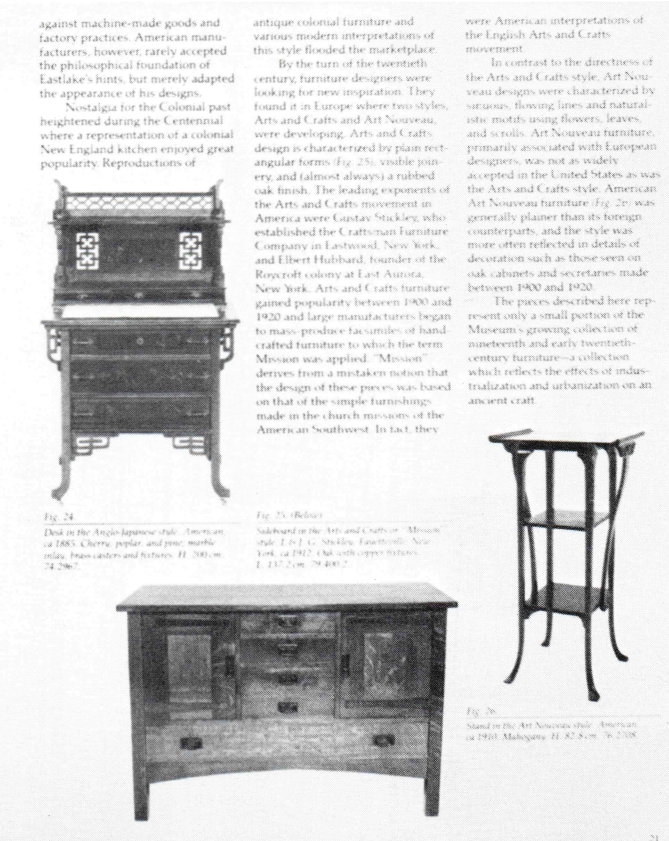 against machine-made goods and
factory practices. American manu-
facturers, however, rarely accepted
the philosophical foundation of
Eastlake's hints, but merely adapted
the appearance of his designs.
Nostalgia for the Colonial past
heightened during the Centennial
where a representation of a colonial
New England kitchen enjoyed great
popularity. Reproductions of
antique colonial furniture and
various modern interpretations of
this style flooded the marketplace.
By the turn of the twentieth
century, furniture designers were
looking for new inspiration. They
found it in Europe where two styles,
Arts and Crafts and Art Nouveau,
were developing. Arts and Crafts
design is characterized by plain rect-
angular forms (Fig. 25), visible join-
ery, and (almost always) a rubbed
oak finish. The leading exponents of
the Arts and Crafts movement in
America were Gustav Stickley, who
established the Craftsman Furniture
Company in Eastwood, New York,
and Elbert Hubbard, founder of the
Roycroft colony at East Aurora,
New York. Arts and Crafts furniture
gained popularity between 1900 and
1920 and large manufacturers began
to mass-produce facsimiles of hand-
crafted furniture to which the term
Mission was applied. "Mission"
derives from a mistaken notion that
the design of these pieces was based
on that of the simple furnishings
made in the church missions of the
American Southwest. In fact, they
were American interpretations of
the English Arts and Crafts
movement.
In contrast to the directness of
the Arts and Crafts style, Art Nou-
veau designs were characterized by
sinuous, flowing lines and natural-
istic motifs using flowers, leaves,
and scrolls. Art Nouveau furniture,
primarily associated with European
designers, was not as widely
accepted in the United States as was
the Arts and Crafts style. American
Art Nouveau furniture (Fig. 26) was
generally plainer than its foreign
counterparts, and the style was
more often reflected in details of
decoration such as those seen on
oak cabinets and secretaries made
between 1900 and 1920.
The pieces described here rep-
resent only a small portion of the
Museum's growing collection of
nineteenth and early twentieth-
century furniture—a collection
which reflects the effects of indus-
trialization and urbanization on an
ancient craft.
Fig. 24
Desk in the Anglo-Japanese style. American,
ca 1885. Cherry, poplar, and pine; marble
inlay, brass casters and fixtures. H. 200 cm.
74.2967.
Fig. 25. (Below)
Sideboard in the Arts and Crafts or "Mission"
style. L. & J. G. Stickley, Fayetteville, New
York, ca 1912. Oak with copper fixtures.
L. 137.2 cm. 79.400.2.
Fig. 26.
Stand in the Art Nouveau style. American,
ca 1910. Mahogany. H. 82.8 cm. 76.2208.
21